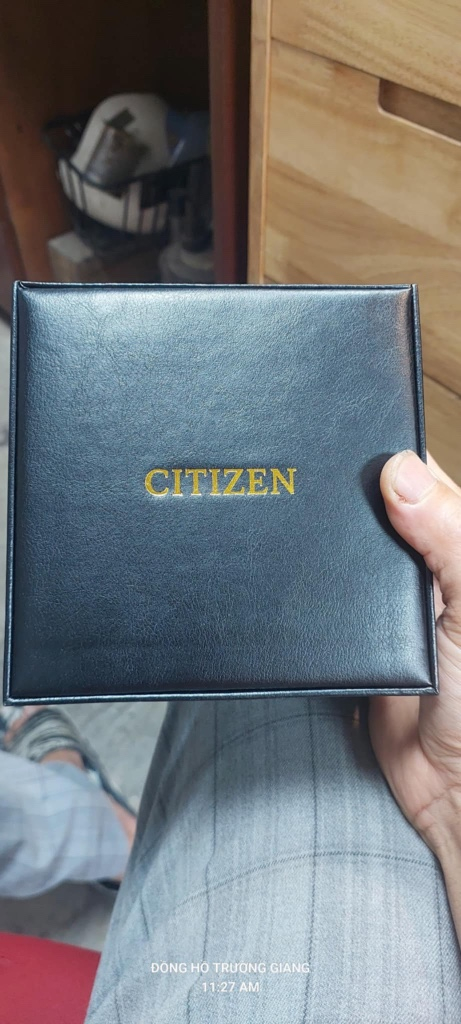 CITIZEN
ĐỒNG HỒ TRƯỜNG GIANG
11:27 AM